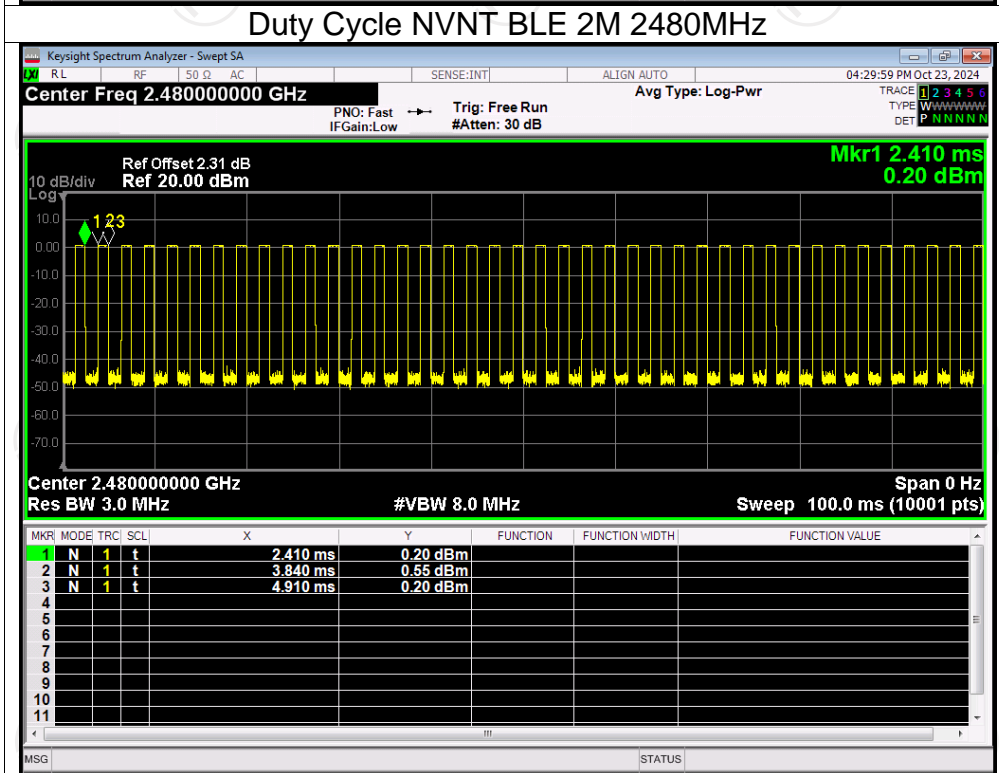 Duty Cycle NVNT BLE 2M 2480MHz
Keysight Spectrum Analyzer - Swept SA
LXI RL RF 50 Ω AC SENSE:INT ALIGN AUTO 04:29:59 PM Oct 23, 2024
Center Freq 2.480000000 GHz Avg Type: Log-Pwr TRACE 1 2 3 4 5 6
PNO: Fast Trig: Free Run TYPE WWWWWW
IFGain:Low #Atten: 30 dB DET P N N N N N
Mkr1 2.410 ms
Ref Offset 2.31 dB
10 dB/div Ref 20.00 dBm 0.20 dBm
Log
10.0
1 2 3
0.00
-10.0
-20.0
-30.0
-40.0
-50.0
-60.0
-70.0
Center 2.480000000 GHz Span 0 Hz
Res BW 3.0 MHz #VBW 8.0 MHz Sweep 100.0 ms (10001 pts)
MKR MODE TRC SCL X Y FUNCTION FUNCTION WIDTH FUNCTION VALUE
1 N 1 t 2.410 ms 0.20 dBm
2 N 1 t 3.840 ms 0.55 dBm
3 N 1 t 4.910 ms 0.20 dBm
4
5
6
7
8
9
10
11
MSG STATUS